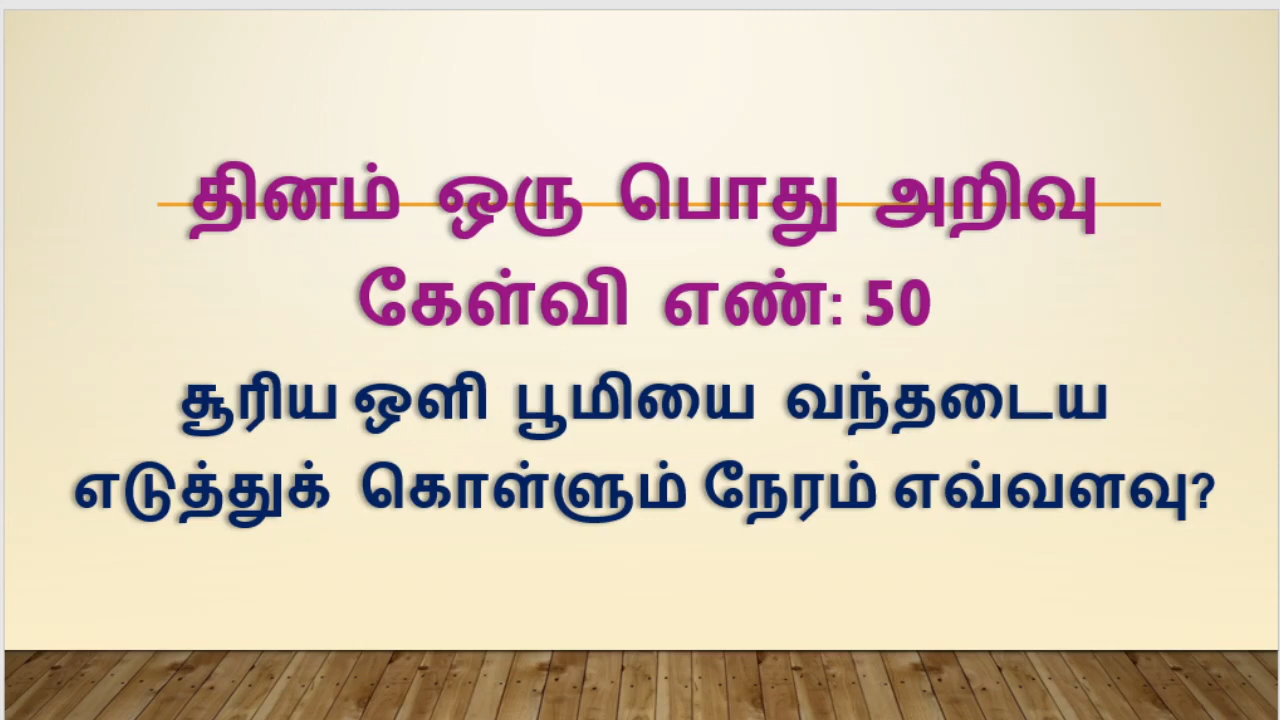 தினம் ஒரு பொது அறிவு
கேள்வி எண்: 50
சூரிய ஒளி பூமியை வந்தடைய
எடுத்துக் கொள்ளும் நேரம் எவ்வளவு?